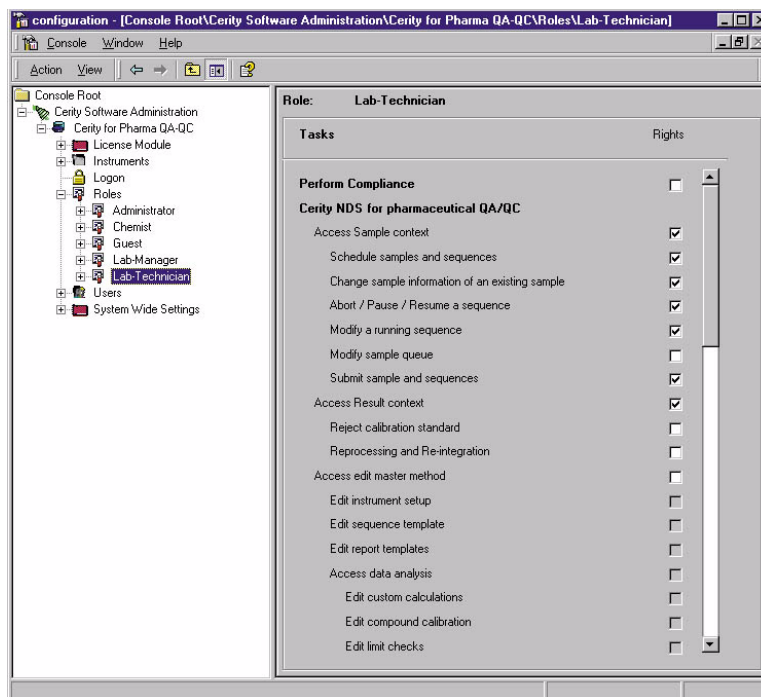 configuration - [Console Root\Cerity Software Administration\Cerity for Pharma QA-QC\Roles\Lab-Technician]
Console Window Help
Action View
Console Root
Cerity Software Administration
Cerity for Pharma QA-QC
License Module
Instruments
Logon
Roles
Administrator
Chemist
Guest
Lab-Manager
Lab-Technician
Users
System Wide Settings
Role: Lab-Technician
Tasks Rights
Perform Compliance
Cerity NDS for pharmaceutical QA/QC
Access Sample context
Schedule samples and sequences
Change sample information of an existing sample
Abort / Pause / Resume a sequence
Modify a running sequence
Modify sample queue
Submit sample and sequences
Access Result context
Reject calibration standard
Reprocessing and Re-integration
Access edit master method
Edit instrument setup
Edit sequence template
Edit report templates
Access data analysis
Edit custom calculations
Edit compound calibration
Edit limit checks